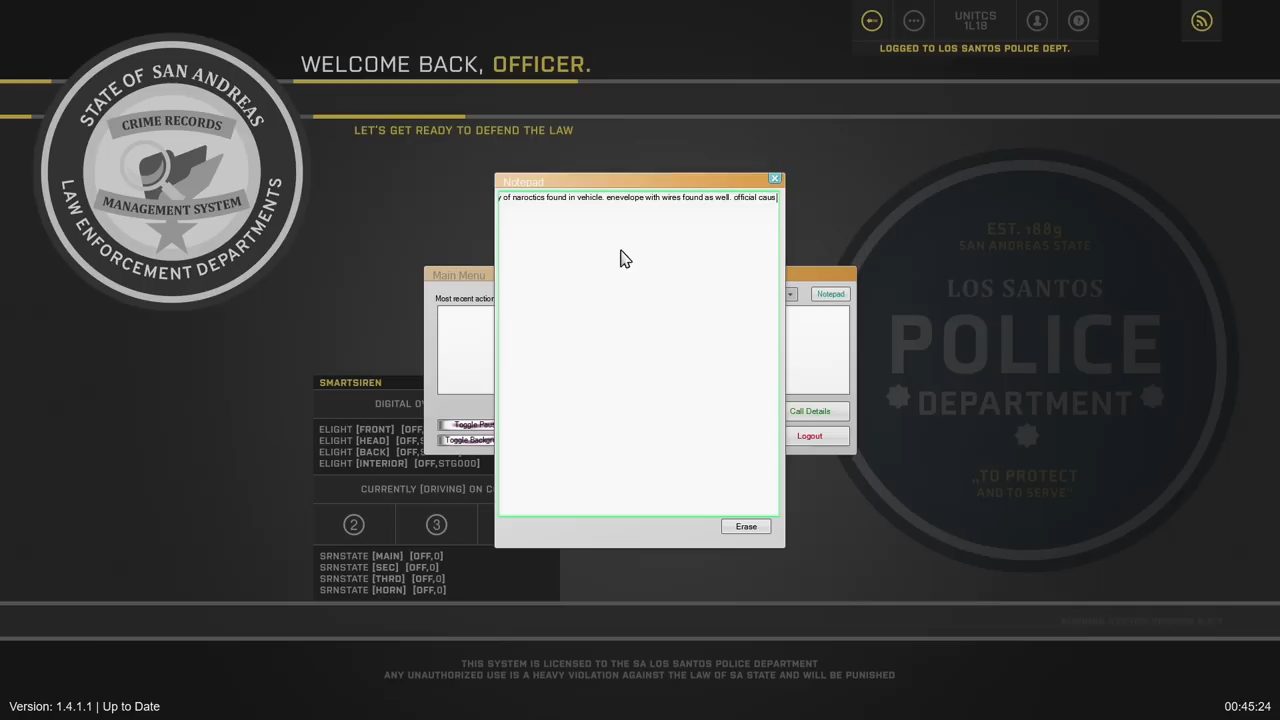 UNITCS
1L18
LOGGED TO LOS SANTOS POLICE DEPT.
WELCOME BACK, OFFICER.
LET'S GET READY TO DEFEND THE LAW
STATE OF SAN ANDREAS
CRIME RECORDS
MANAGEMENT SYSTEM
LAW ENFORCEMENT DEPARTMENTS
Notepad
y of naroctics found in vehicle. enevelope with wires found as well. official caus
Main Menu
Most recent action
Notepad
Call Details
Logout
EST. 1889
SAN ANDREAS STATE
LOS SANTOS
POLICE
DEPARTMENT
„TO PROTECT
AND TO SERVE"
SMARTSIREN
DIGITAL
ELIGHT [FRONT] [OFF,
ELIGHT [HEAD] [OFF,
ELIGHT [BACK] [OFF,
ELIGHT [INTERIOR] [OFF,STG000]
CURRENTLY [DRIVING] ON
2
3
SRNSTATE [MAIN] [OFF,0]
SRNSTATE [SEC] [OFF,0]
SRNSTATE [THRD] [OFF,0]
SRNSTATE [HORN] [OFF,0]
Erase
THIS SYSTEM IS LICENSED TO THE SA LOS SANTOS POLICE DEPARTMENT
ANY UNAUTHORIZED USE IS A HEAVY VIOLATION AGAINST THE LAW OF SA STATE AND WILL BE PUNISHED
Version: 1.4.1.1 | Up to Date
00:45:24